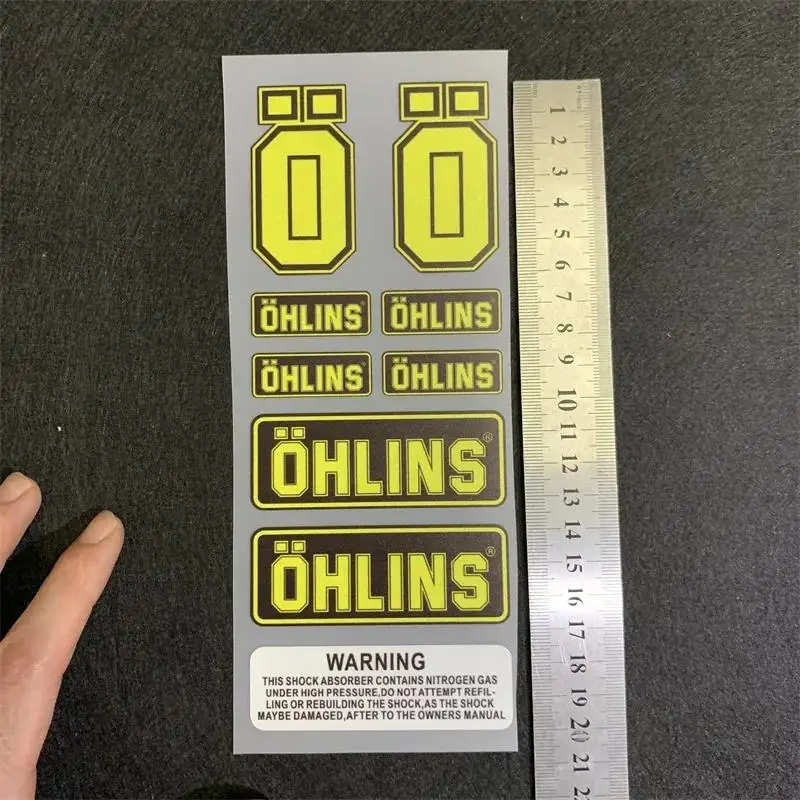 Ö Ö
ÖHLINS ÖHLINS
ÖHLINS ÖHLINS
ÖHLINS®
ÖHLINS®
WARNING
THIS SHOCK ABSORBER CONTAINS NITROGEN GAS
UNDER HIGH PRESSURE,DO NOT ATTEMPT REFIL-
LING OR REBUILDING THE SHOCK,AS THE SHOCK
MAYBE DAMAGED,AFTER TO THE OWNERS MANUAL
1
2
3
4
5
6
7
8
9
10
11
12
13
14
15
16
17
18
19
20
21